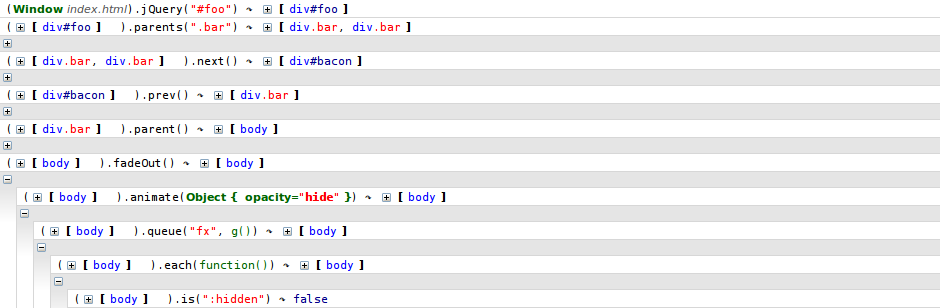 (Window index.html).jQuery("#foo") ↷ [ div#foo ]
( [ div#foo ] ).parents(".bar") ↷ [ div.bar, div.bar ]
( [ div.bar, div.bar ] ).next() ↷ [ div#bacon ]
( [ div#bacon ] ).prev() ↷ [ div.bar ]
( [ div.bar ] ).parent() ↷ [ body ]
( [ body ] ).fadeOut() ↷ [ body ]
( [ body ] ).animate(Object { opacity="hide" }) ↷ [ body ]
( [ body ] ).queue("fx", g()) ↷ [ body ]
( [ body ] ).each(function()) ↷ [ body ]
( [ body ] ).is(":hidden") ↷ false